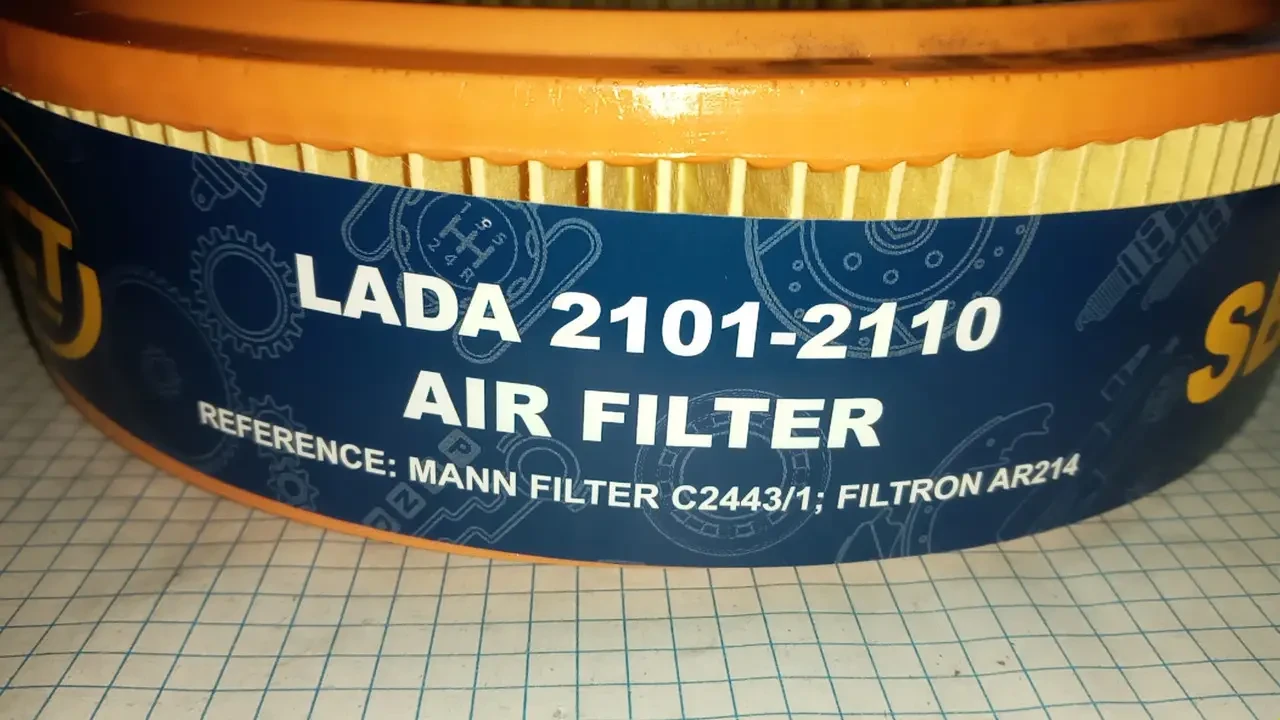 LADA 2101-2110
AIR FILTER
REFERENCE: MANN FILTER C2443/1; FILTRON AR214